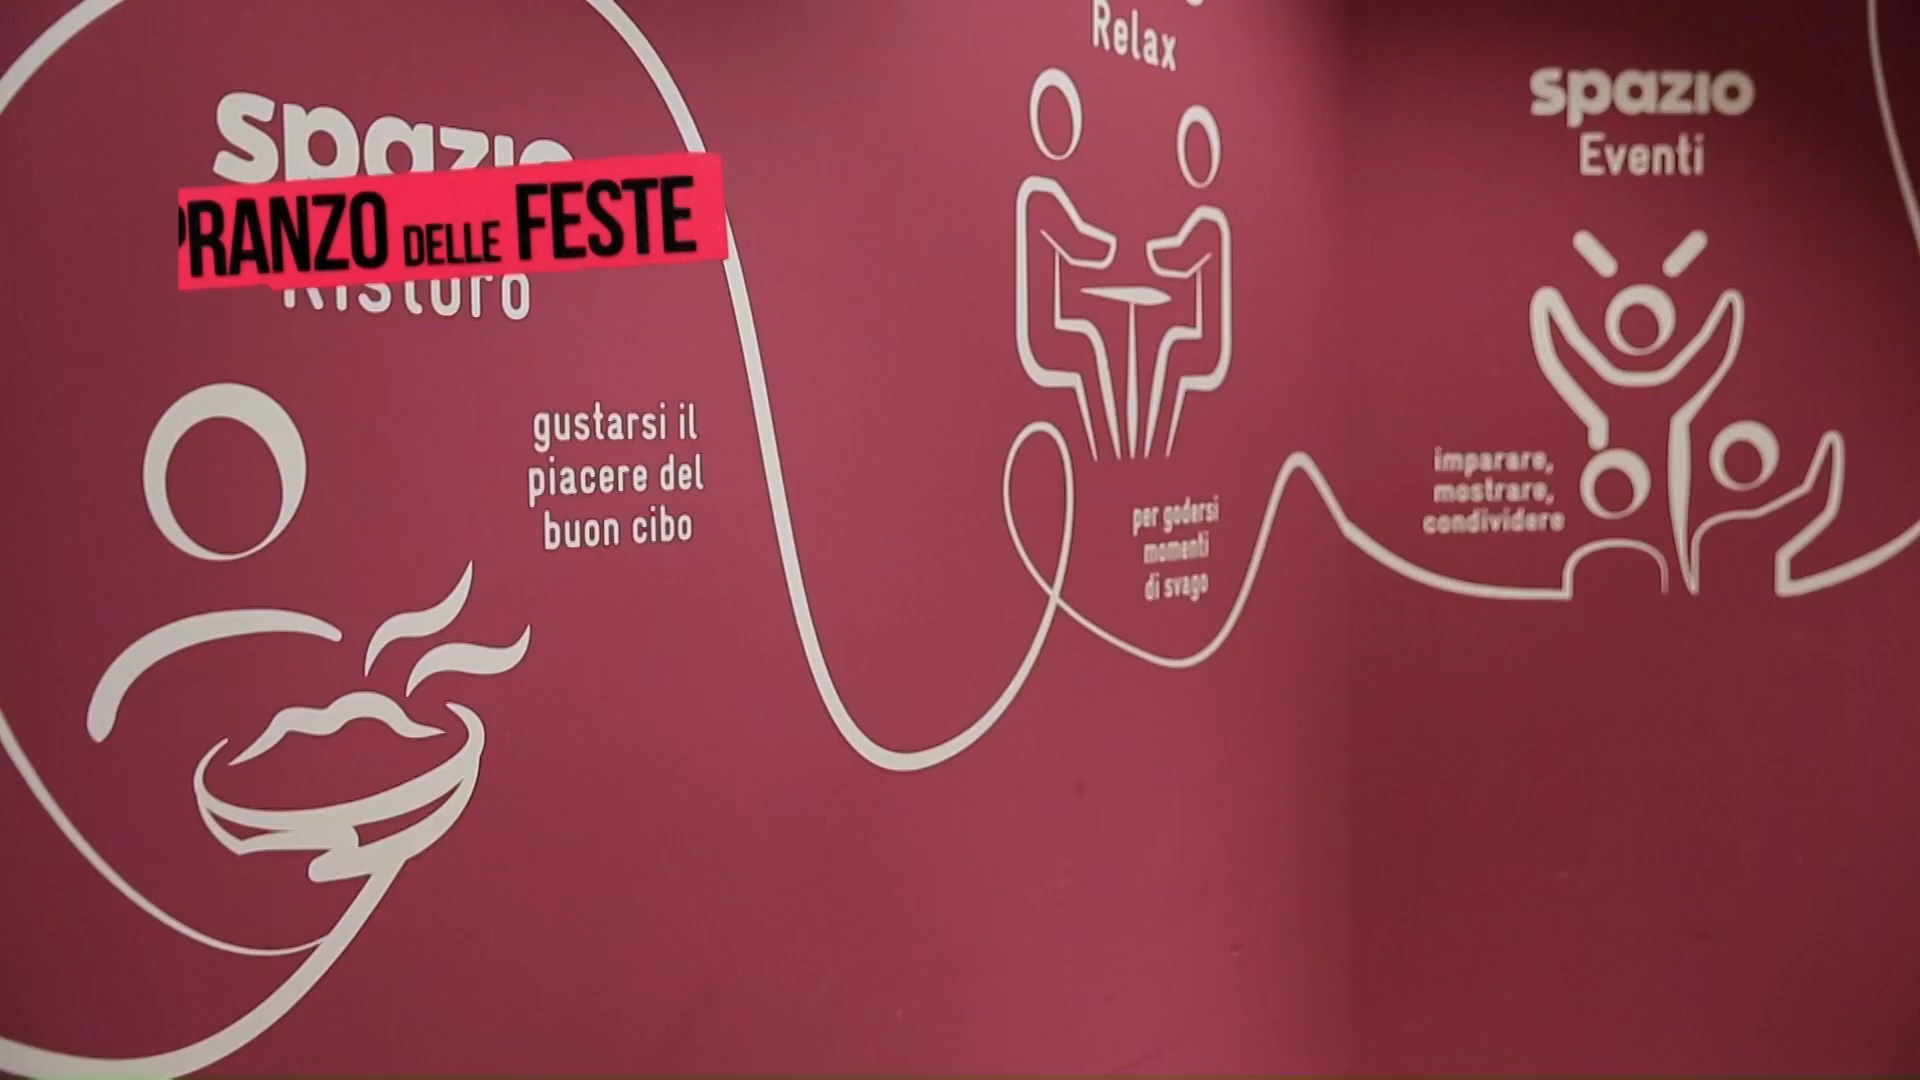 spazio
PRANZO DELLE FESTE
Ristoro
gustarsi il
piacere del
buon cibo
Relax
per godersi
momenti
di svago
spazio
Eventi
imparare,
mostrare,
condividere